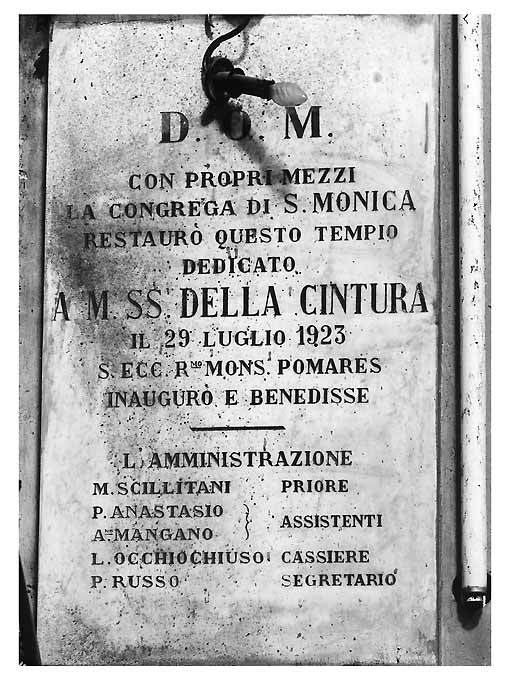 D. O. M.
CON PROPRI MEZZI
LA CONGREGA DI S. MONICA
RESTAURÒ QUESTO TEMPIO
DEDICATO
A M. SS. DELLA CINTURA
IL 29 LUGLIO 1923
S. ECC. Rᵐᵒ MONS. POMARES
INAUGURÒ E BENEDISSE
L'AMMINISTRAZIONE
M. SCILLITANI PRIORE
P. ANASTASIO
A. MANGANO } ASSISTENTI
L. OCCHIOCHIUSO CASSIERE
P. RUSSO SEGRETARIO